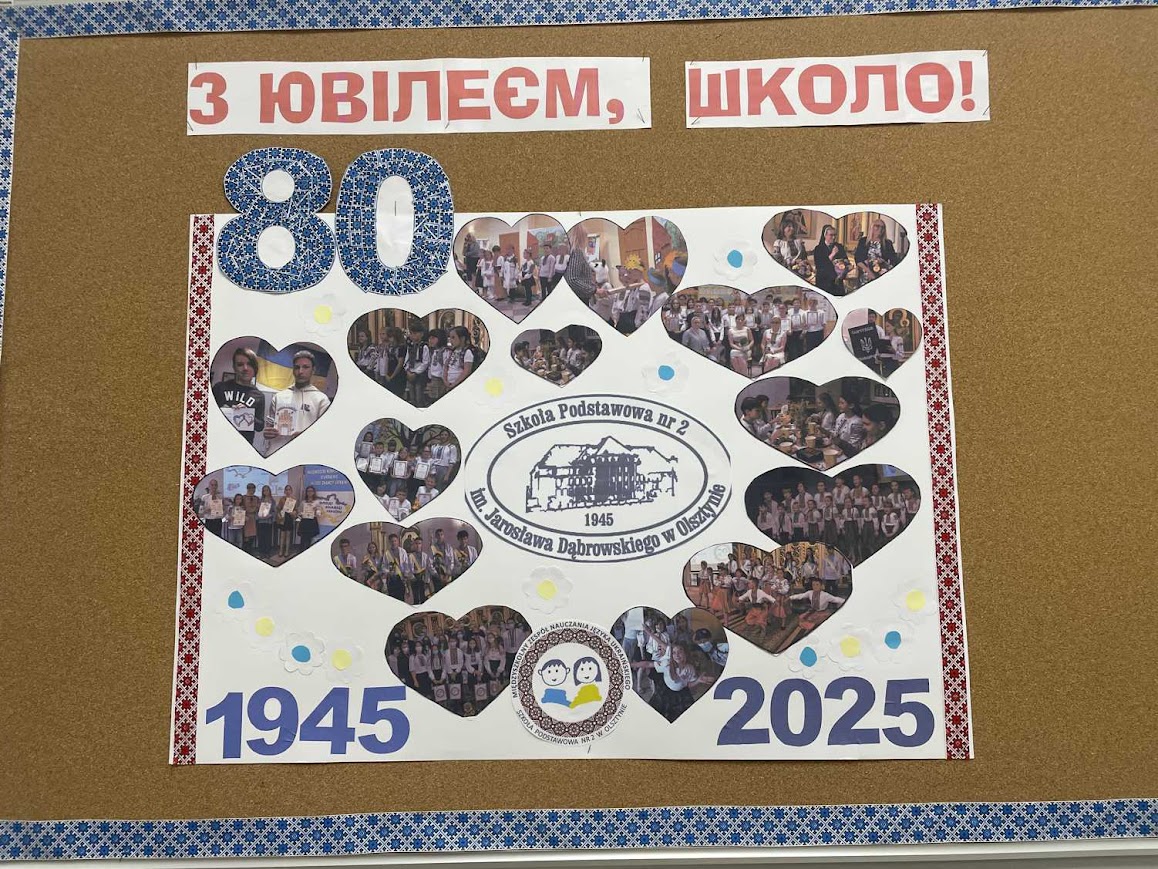 З ЮВІЛЕЄМ, ШКОЛО!
80
WILD
Szkoła Podstawowa nr 2
1945
im. Jarosława Dąbrowskiego w Olsztynie
MIĘDZYSZKOLNY ZESPÓŁ NAUCZANIA JĘZYKA UKRAIŃSKIEGO
SZKOŁA PODSTAWOWA NR 2 W OLSZTYNIE
1945
2025